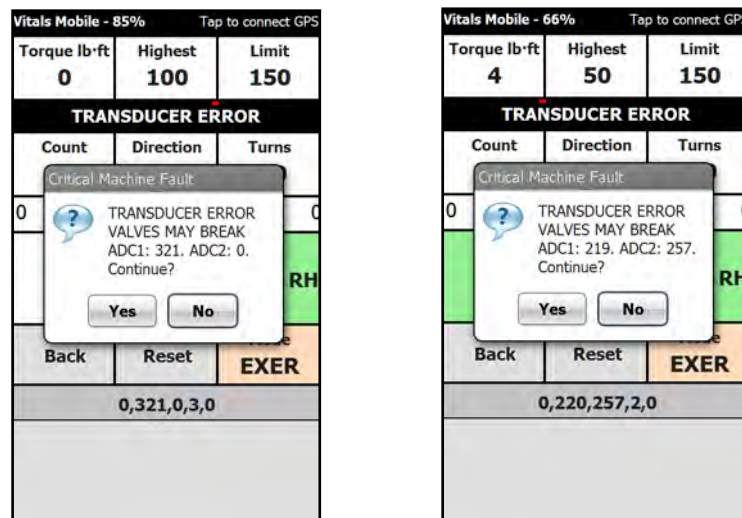 Vitals Mobile - 85% Tap to connect GPS
Torque lb·ft Highest Limit
0 100 150
TRANSDUCER ERROR
Count Direction Turns
Critical Machine Fault
0 0
TRANSDUCER ERROR
VALVES MAY BREAK
ADC1: 321. ADC2: 0.
Continue?
RH
Yes No
Back Reset
EXER
0,321,0,3,0
Vitals Mobile - 66% Tap to connect GPS
Torque lb·ft Highest Limit
4 50 150
TRANSDUCER ERROR
Count Direction Turns
Critical Machine Fault
0
TRANSDUCER ERROR
VALVES MAY BREAK
ADC1: 219. ADC2: 257.
Continue?
RH
Yes No
Back Reset
EXER
0,220,257,2,0